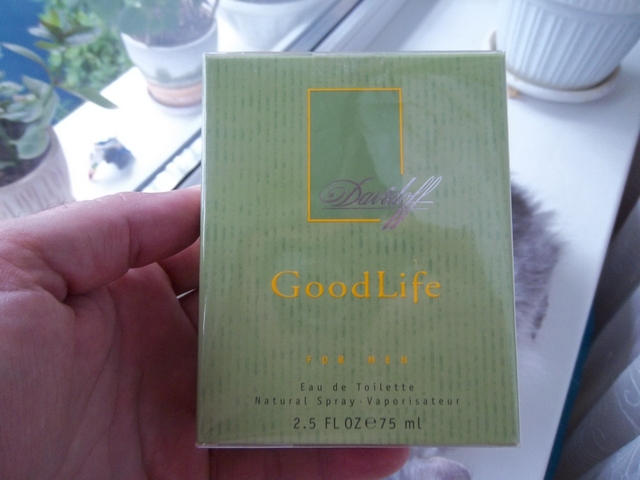 Davidoff
GoodLife
FOR MEN
Eau de Toilette
Natural Spray·Vaporisateur
2.5 FL OZ℮75 ml